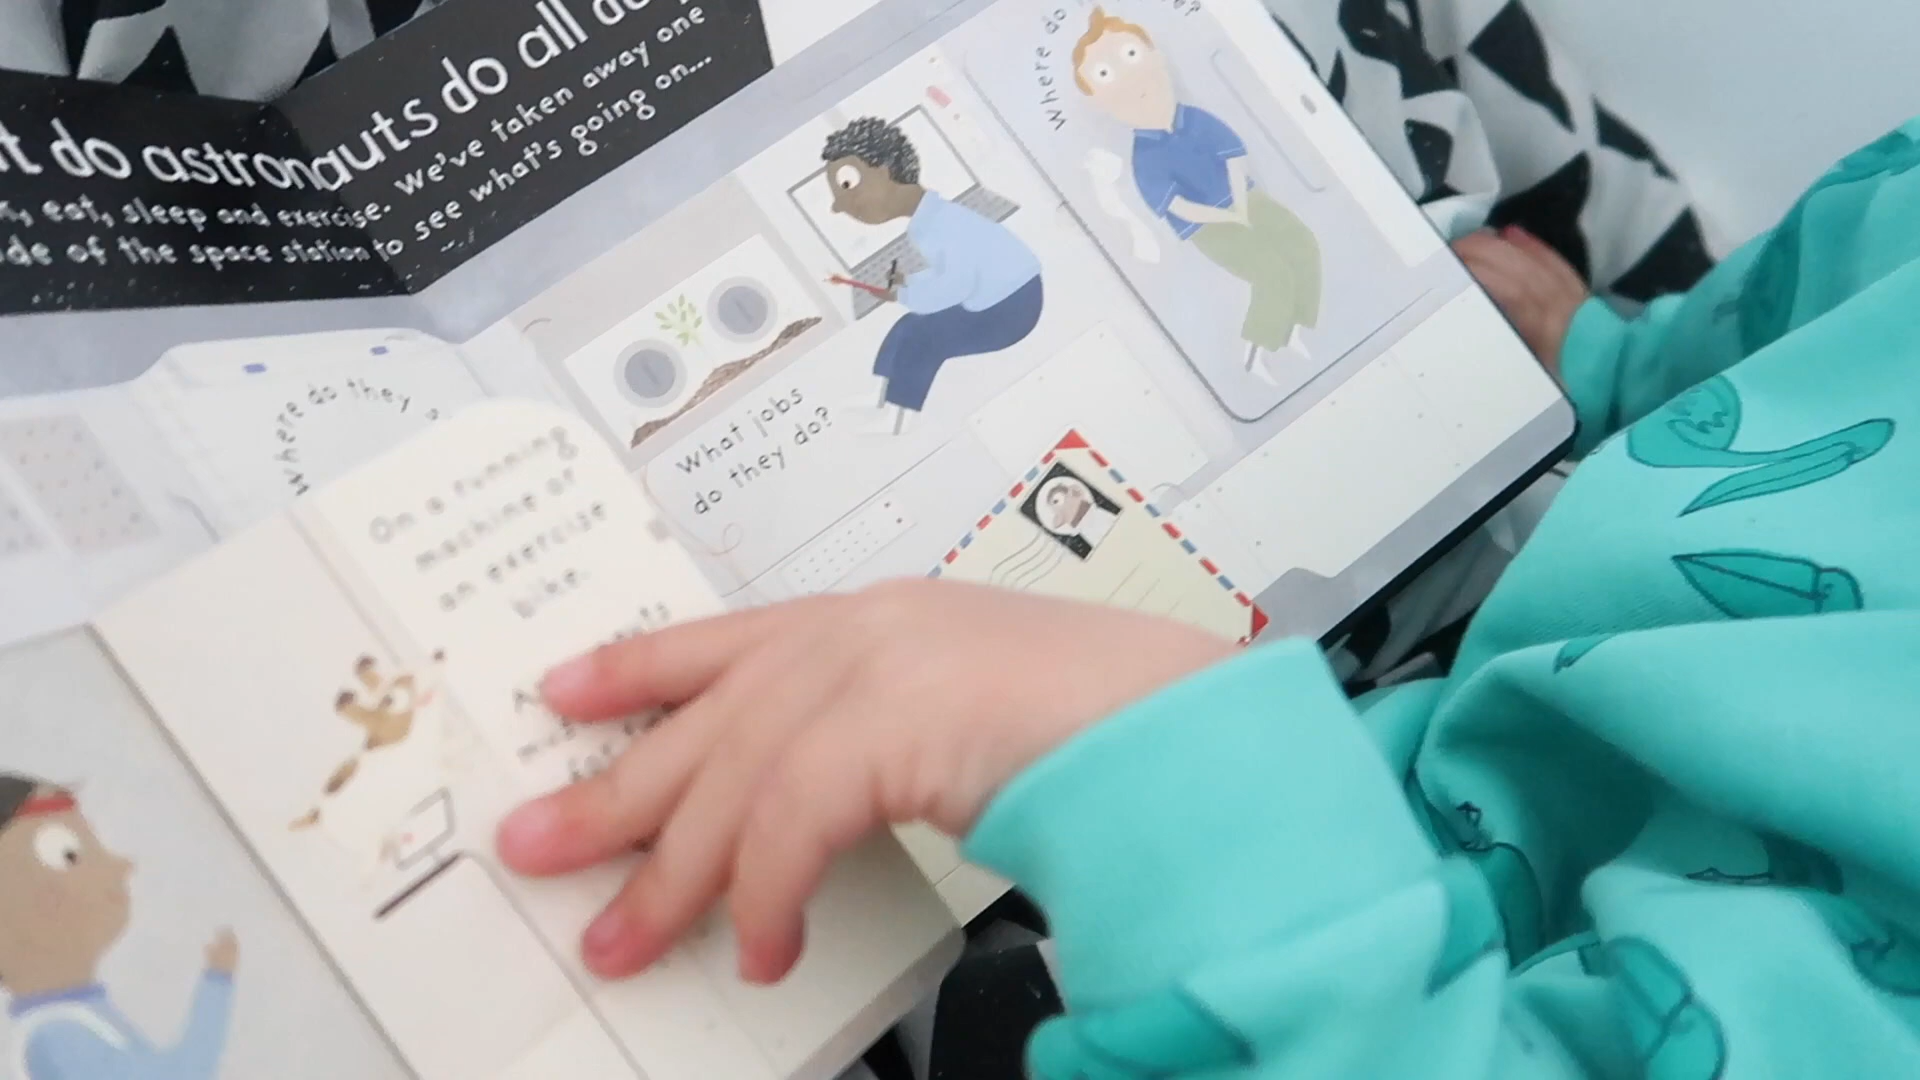 t do astronauts do all d
eat, sleep and exercise. We've taken away one
ide of the space station to see what's going on...
Where do
Where do they
What jobs
do they do?
On a running
machine or
an exercise
bike.